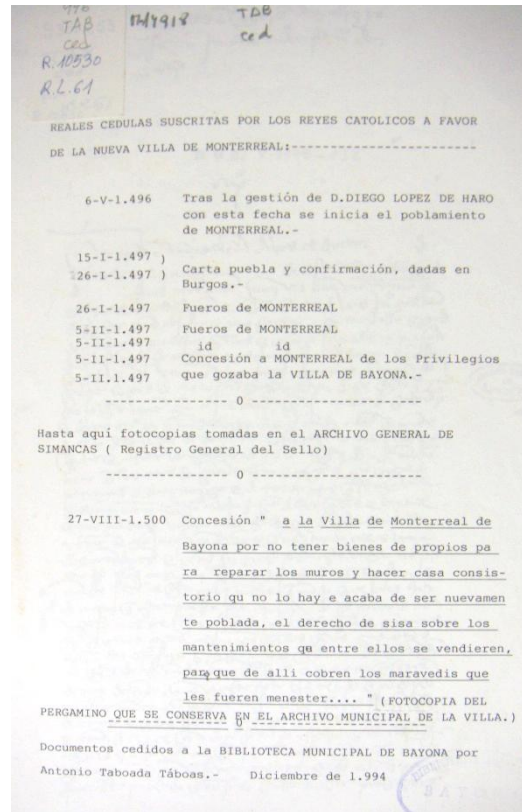 TAB
ced
R.10530
R.L.61
TAB
ced
REALES CEDULAS SUSCRITAS POR LOS REYES CATOLICOS A FAVOR
DE LA NUEVA VILLA DE MONTERREAL:-------------------------
6-V-1.496 Tras la gestión de D.DIEGO LOPEZ DE HARO
con esta fecha se inicia el poblamiento
de MONTERREAL.-
15-I-1.497 )
26-I-1.497 ) Carta puebla y confirmación, dadas en
Burgos.-
26-I-1.497 Fueros de MONTERREAL
5-II-1.497 Fueros de MONTERREAL
5-II-1.497 id id
5-II-1.497 Concesión a MONTERREAL de los Privilegios
5-II.1.497 que gozaba la VILLA DE BAYONA.-
---------------- 0 -----------------------
Hasta aquí fotocopias tomadas en el ARCHIVO GENERAL DE
SIMANCAS ( Registro General del Sello)
---------------- 0 -----------------------
27-VIII-1.500 Concesión " a la Villa de Monterreal de
Bayona por no tener bienes de propios pa
ra reparar los muros y hacer casa consis-
torio qu no lo hay e acaba de ser nuevamen
te poblada, el derecho de sisa sobre los
mantenimientos qe entre ellos se vendieren,
para que de alli cobren los maravedis que
les fueren menester.... " (FOTOCOPIA DEL
PERGAMINO QUE SE CONSERVA EN EL ARCHIVO MUNICIPAL DE LA VILLA.)
---------------- 0 -----------------------
Documentos cedidos a la BIBLIOTECA MUNICIPAL DE BAYONA por
Antonio Taboada Táboas.- Diciembre de 1.994